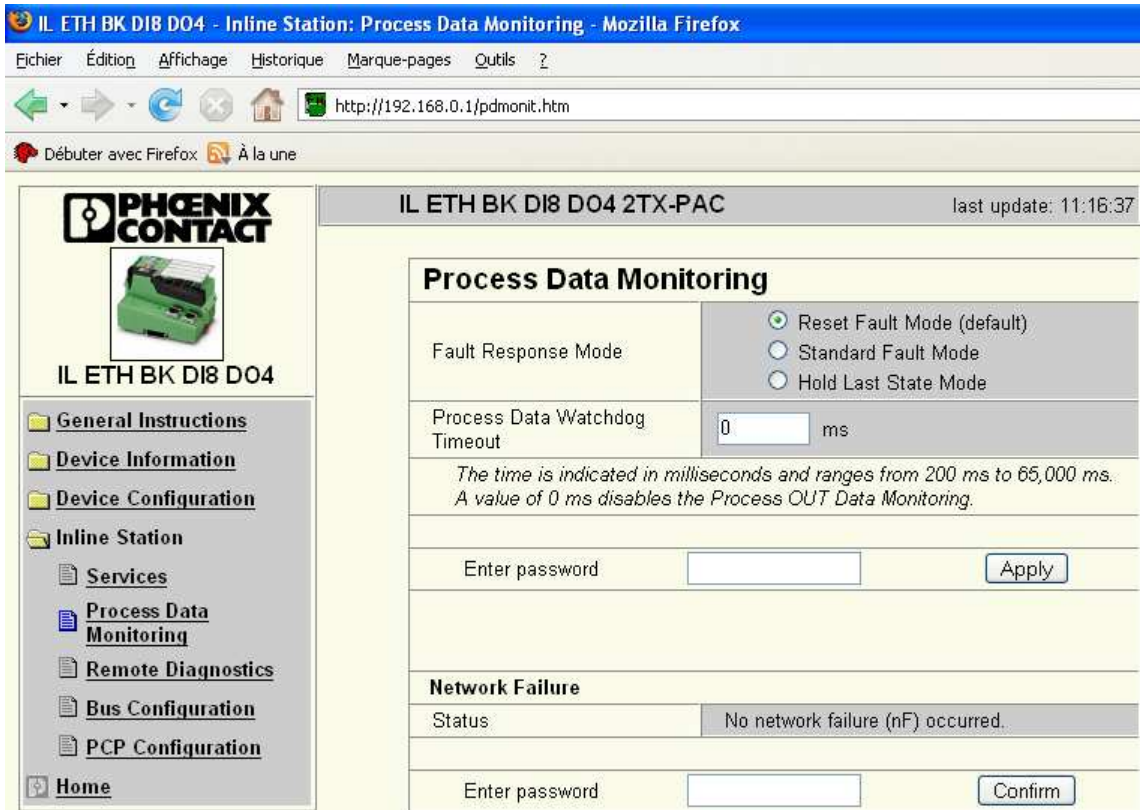 IL ETH BK DI8 DO4 - Inline Station: Process Data Monitoring - Mozilla Firefox
Fichier Édition Affichage Historique Marque-pages Outils ?
http://192.168.0.1/pdmonit.htm
Débuter avec Firefox À la une
PHŒNIX
CONTACT
IL ETH BK DI8 DO4
General Instructions
Device Information
Device Configuration
Inline Station
Services
Process Data
Monitoring
Remote Diagnostics
Bus Configuration
PCP Configuration
Home
IL ETH BK DI8 DO4 2TX-PAC last update: 11:16:37
Process Data Monitoring
Fault Response Mode
Reset Fault Mode (default)
Standard Fault Mode
Hold Last State Mode
Process Data Watchdog
Timeout
0 ms
The time is indicated in milliseconds and ranges from 200 ms to 65,000 ms.
A value of 0 ms disables the Process OUT Data Monitoring.
Enter password Apply
Network Failure
Status No network failure (nF) occurred.
Enter password Confirm